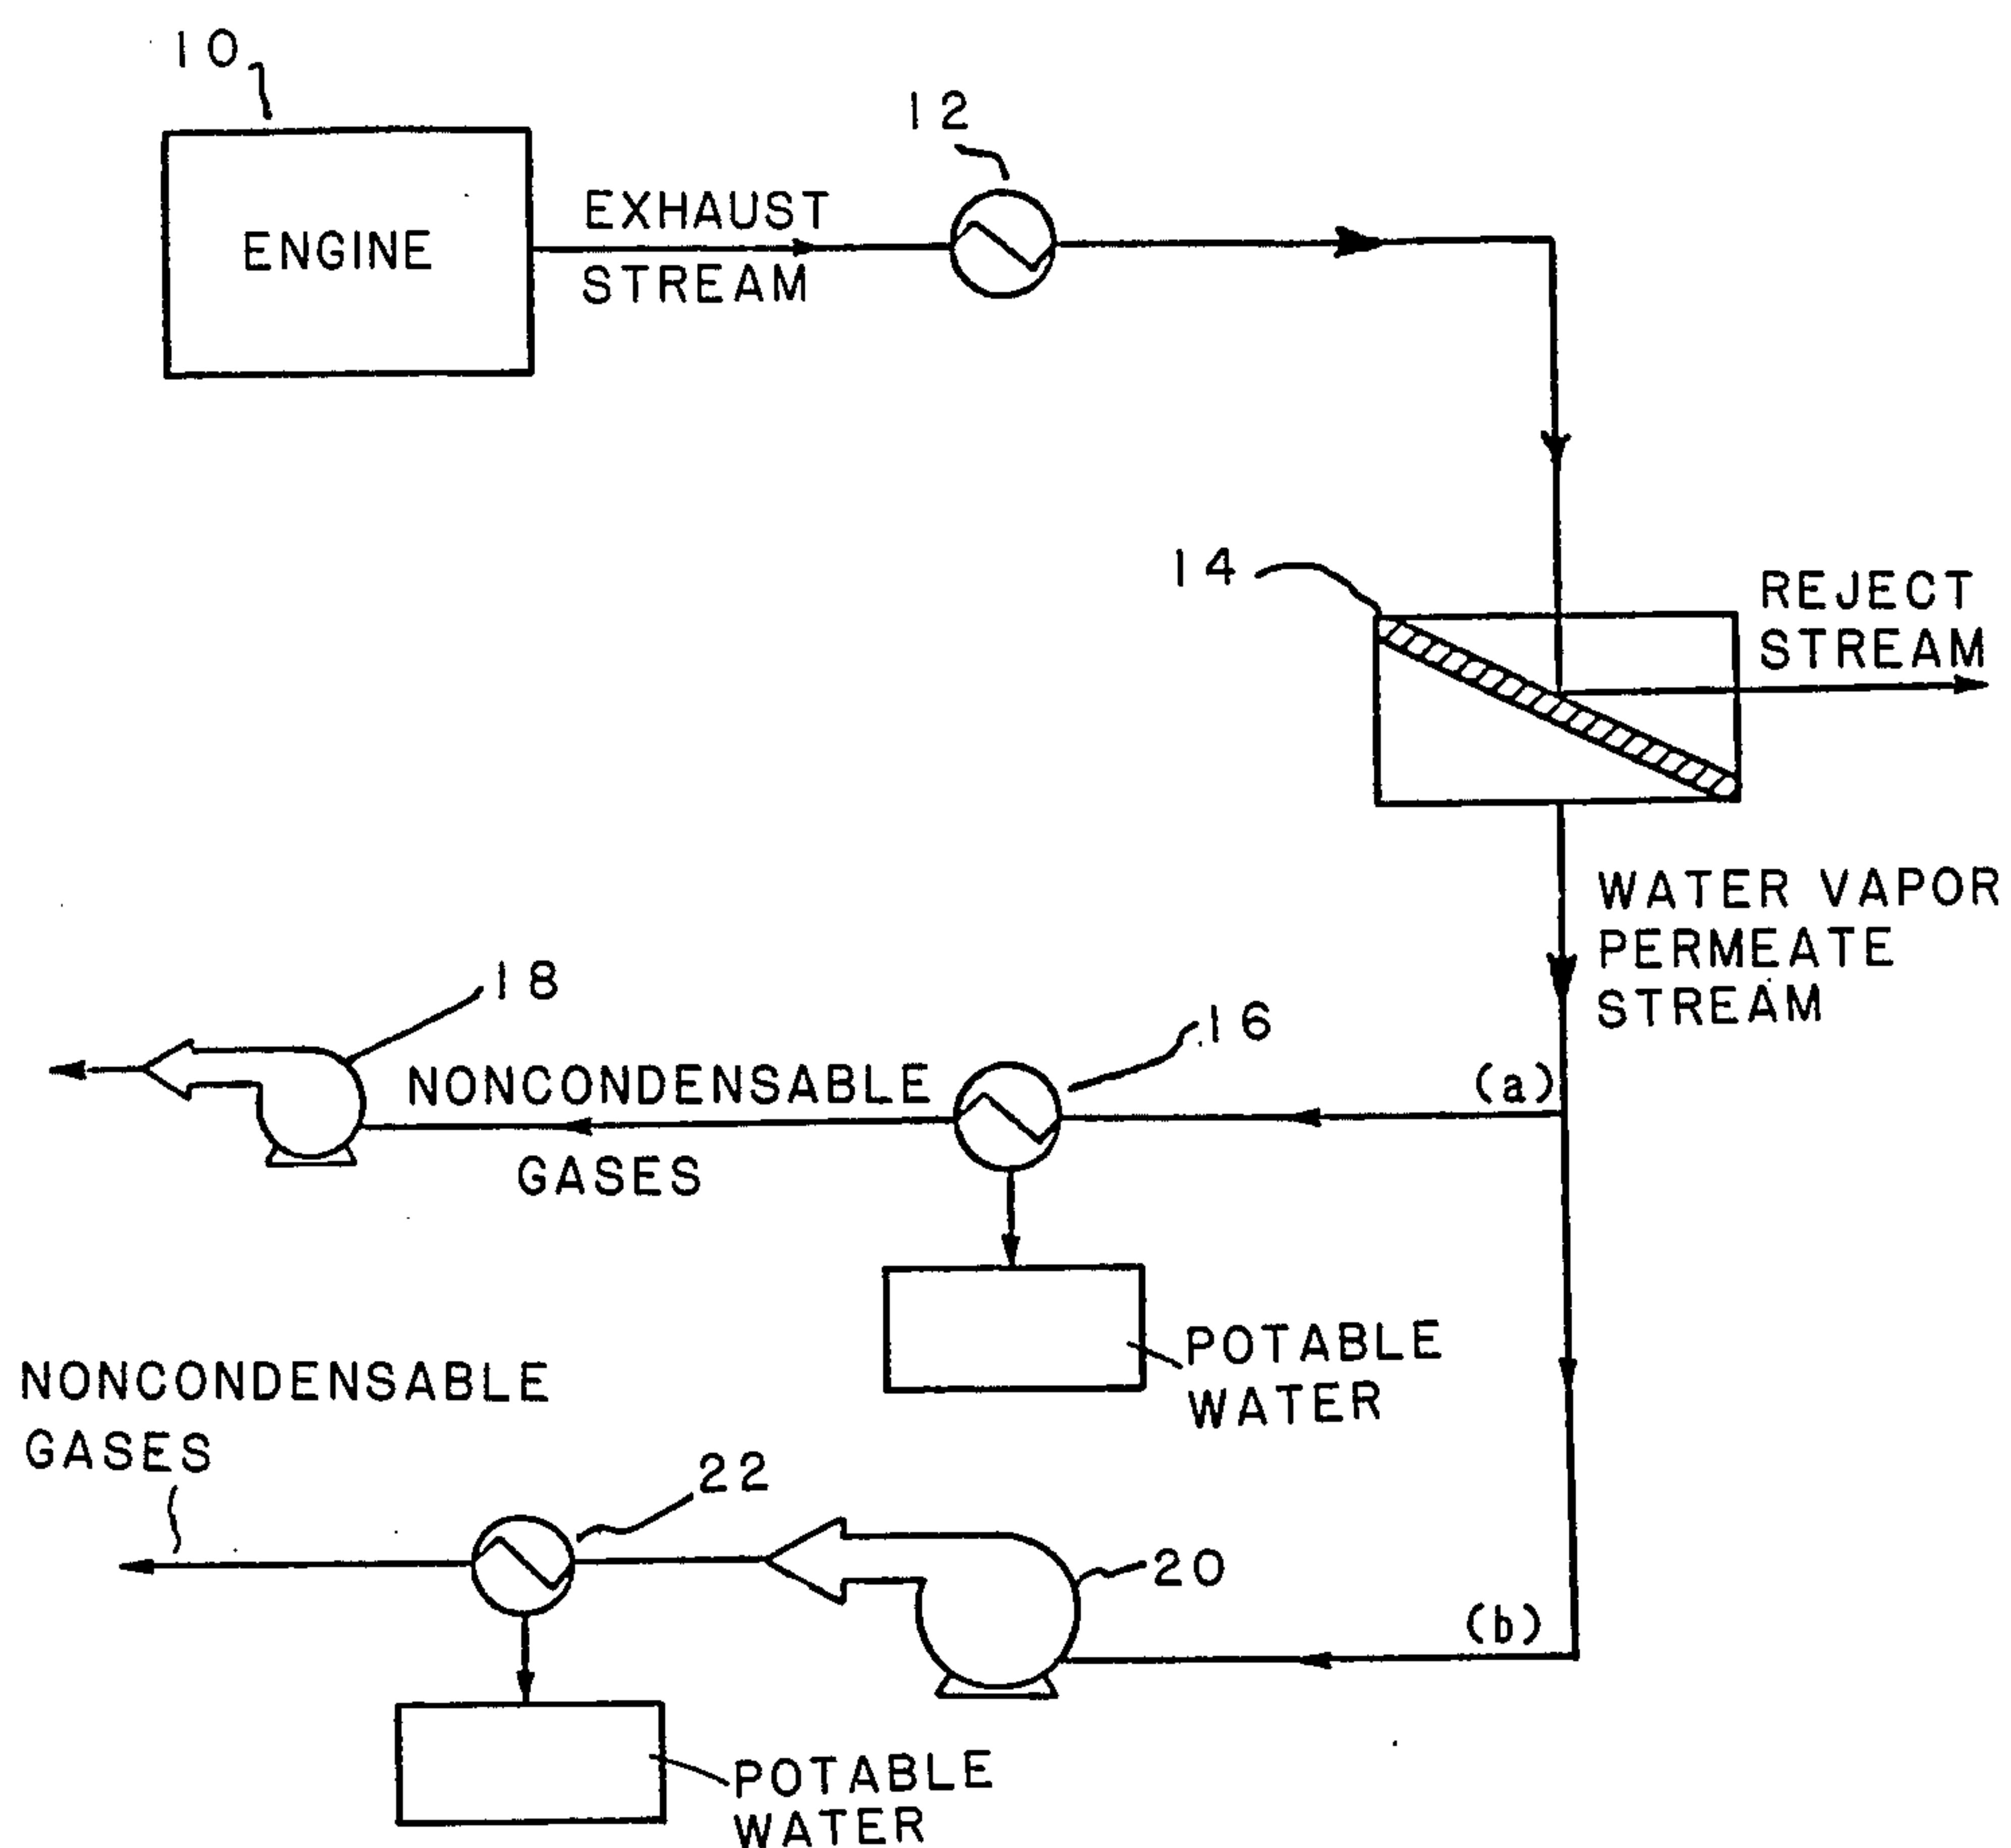 10
12
ENGINE
EXHAUST
STREAM
14
REJECT
STREAM
WATER VAPOR
PERMEATE
STREAM
18
16
(a)
NONCONDENSABLE
GASES
POTABLE
WATER
NONCONDENSABLE
GASES
22
20
(b)
POTABLE
WATER